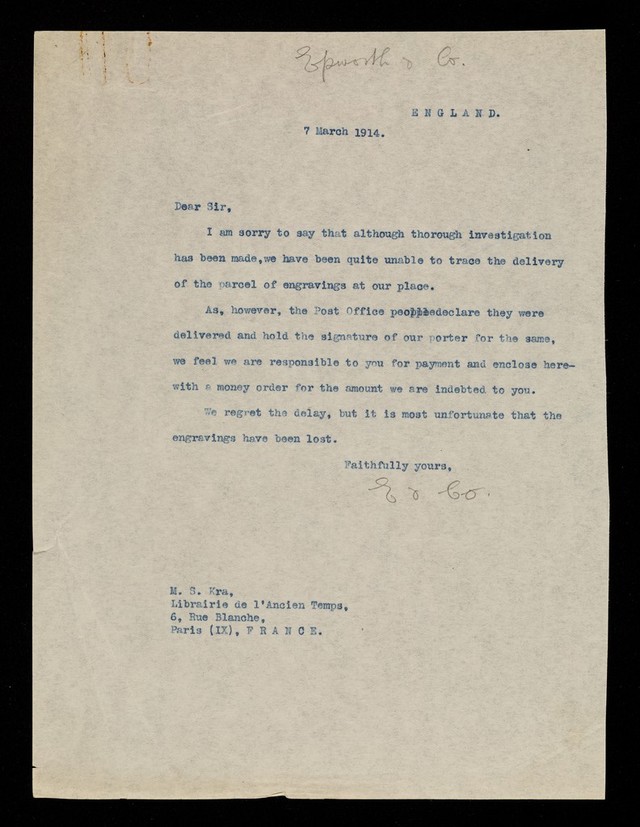 Epworth & Co.
E N G L A N D.
7 March 1914.
Dear Sir,
I am sorry to say that although thorough investigation
has been made,we have been quite unable to trace the delivery
of the parcel of engravings at our place.
As, however, the Post Office people declare they were
delivered and hold the signature of our porter for the same,
we feel we are responsible to you for payment and enclose here-
with a money order for the amount we are indebted to you.
We regret the delay, but it is most unfortunate that the
engravings have been lost.
Faithfully yours,
E & Co.
M. S. Kra,
Librairie de l'Ancien Temps,
6, Rue Blanche,
Paris (IX), F R A N C E.